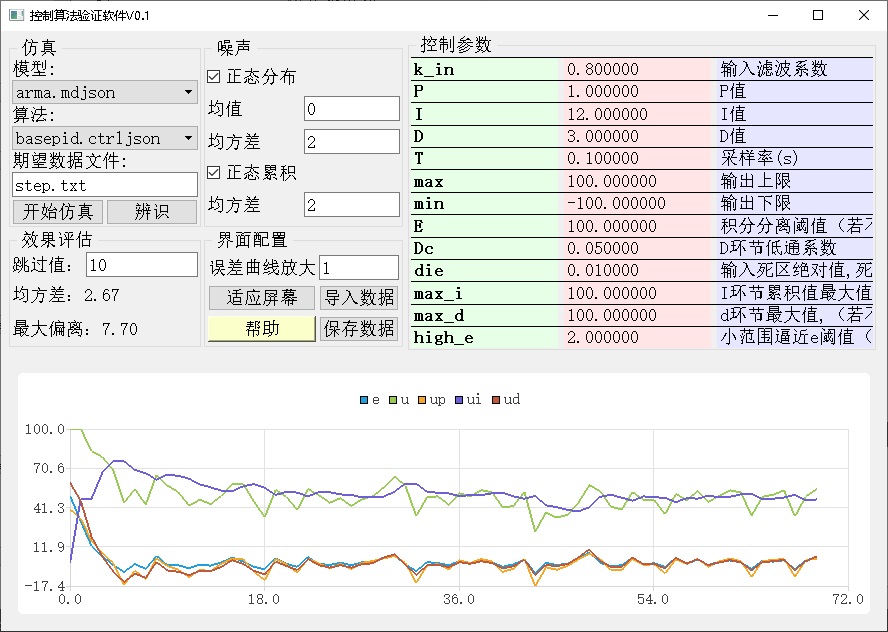 控制算法验证软件V0.1
仿真
模型:
arma.mdjson
算法:
basepid.ctrljson
期望数据文件:
step.txt
开始仿真 辨识
效果评估
跳过值: 10
均方差: 2.67
最大偏离: 7.70
噪声
正态分布
均值 0
均方差 2
正态累积
均方差 2
界面配置
误差曲线放大 1
适应屏幕 导入数据
帮助 保存数据
控制参数
k_in 0.800000 输入滤波系数
P 1.000000 P值
I 12.000000 I值
D 3.000000 D值
T 0.100000 采样率(s)
max 100.000000 输出上限
min -100.000000 输出下限
E 100.000000 积分分离阈值（若
Dc 0.050000 D环节低通系数
die 0.010000 输入死区绝对值,死
max_i 100.000000 I环节累积值最大值
max_d 100.000000 d环节最大值,（若
high_e 2.000000 小范围逼近e阈值（
e u up ui ud
100.0
70.6
41.3
11.9
-17.4
0.0 18.0 36.0 54.0 72.0